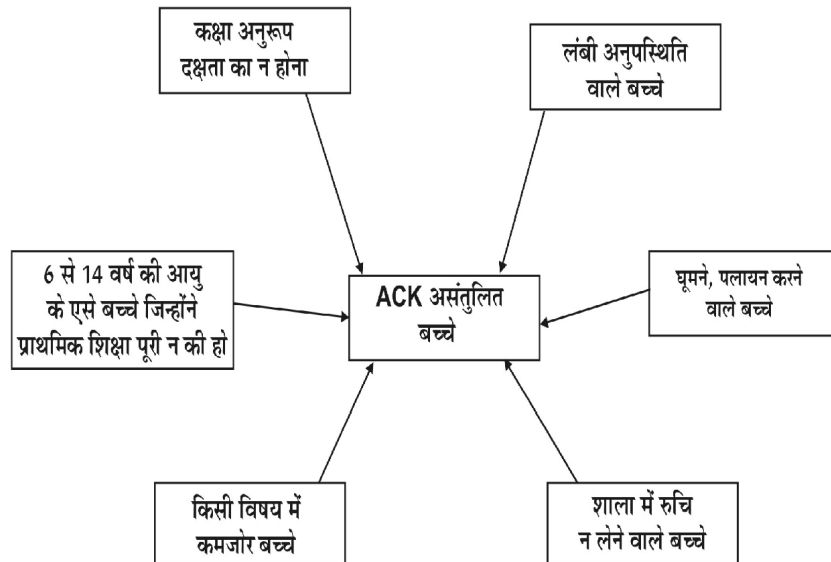 कक्षा अनुरूप
दक्षता का न होना
लंबी अनुपस्थिति
वाले बच्चे
6 से 14 वर्ष की आयु
के एसे बच्चे जिन्होंने
प्राथमिक शिक्षा पूरी न की हो
ACK असंतुलित
बच्चे
घूमने, पलायन करने
वाले बच्चे
किसी विषय में
कमजोर बच्चे
शाला में रुचि
न लेने वाले बच्चे